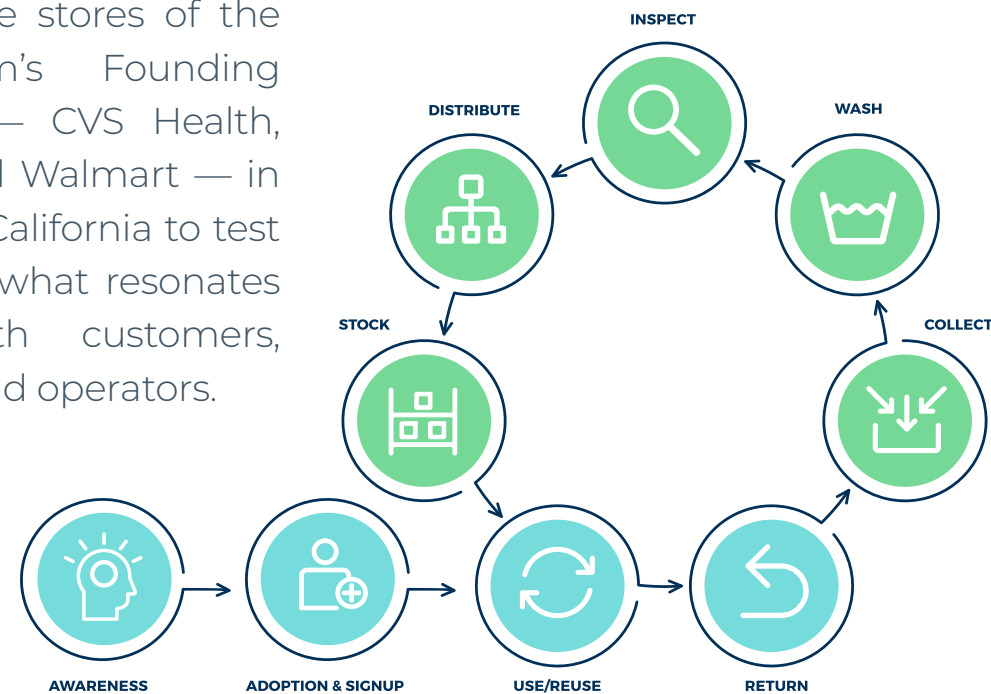 e stores of the
m's Founding
— CVS Health,
d Walmart — in
California to test
what resonates
th customers,
d operators.
INSPECT
DISTRIBUTE
WASH
STOCK
COLLECT
AWARENESS
ADOPTION & SIGNUP
USE/REUSE
RETURN